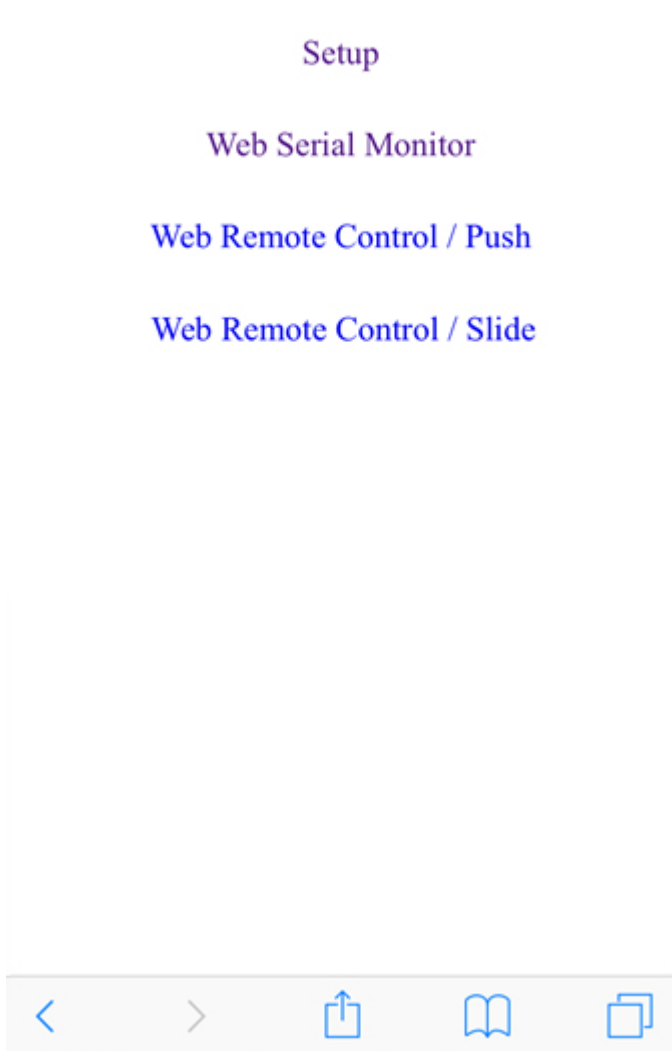 Setup
Web Serial Monitor
Web Remote Control / Push
Web Remote Control / Slide